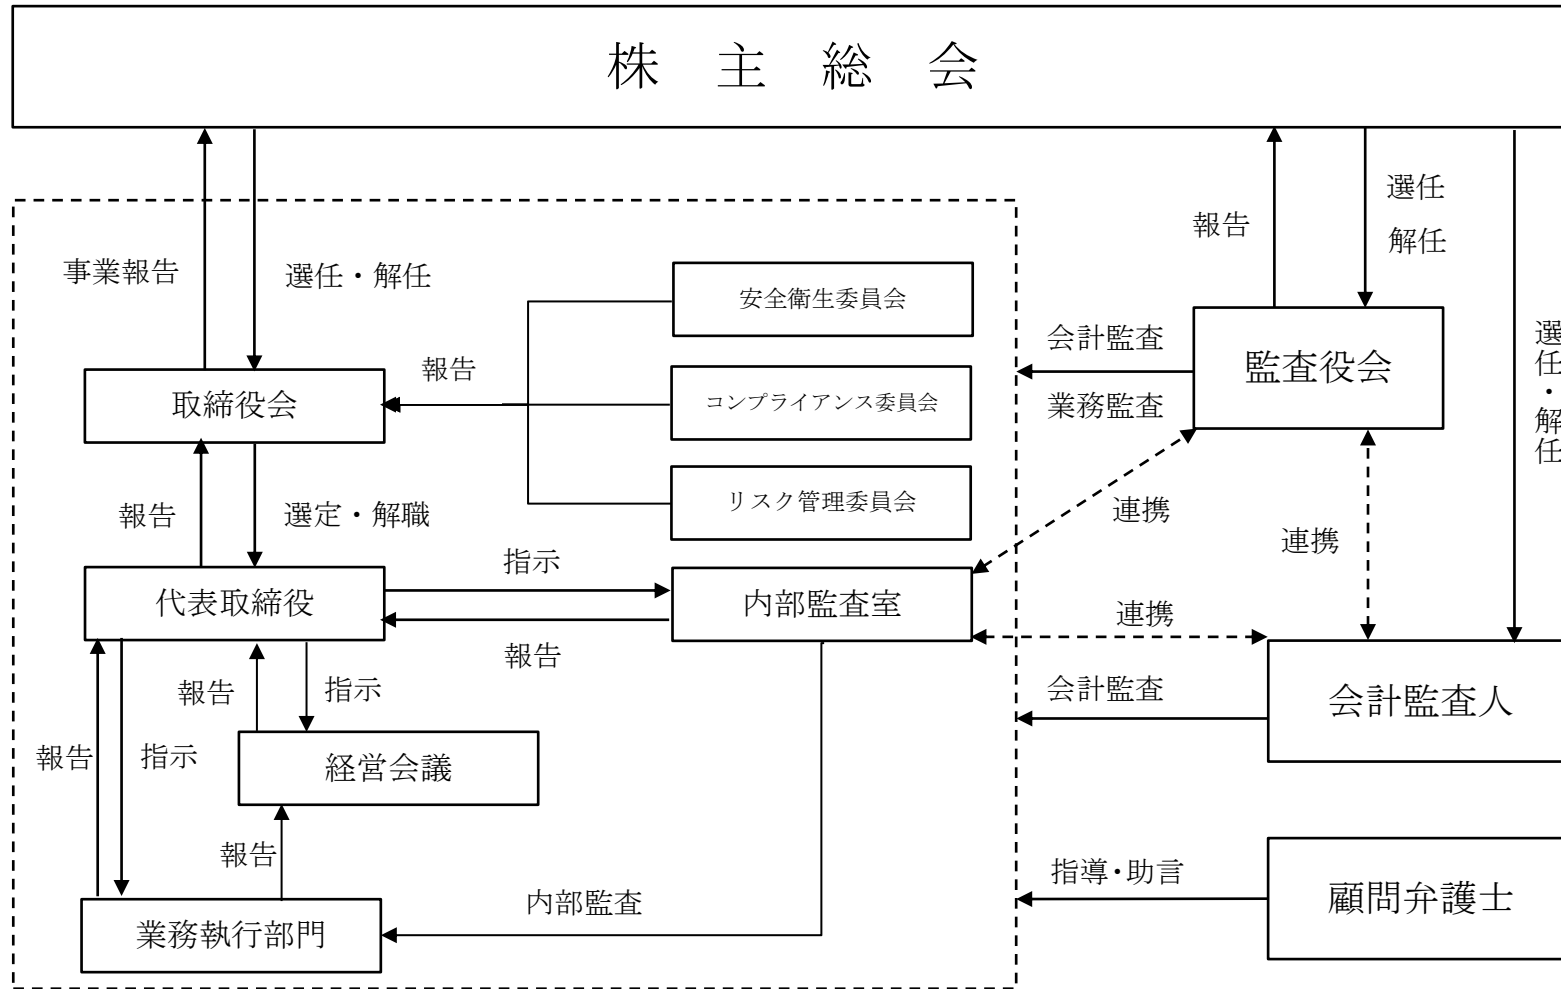 株主総会
事業報告
選任・解任
報告
選任
解任
選任・解任
安全衛生委員会
コンプライアンス委員会
リスク管理委員会
報告
取締役会
会計監査
業務監査
監査役会
報告
選定・解職
連携
連携
指示
代表取締役
内部監査室
報告
連携
報告
指示
会計監査
会計監査人
報告
指示
経営会議
報告
内部監査
業務執行部門
指導・助言
顧問弁護士